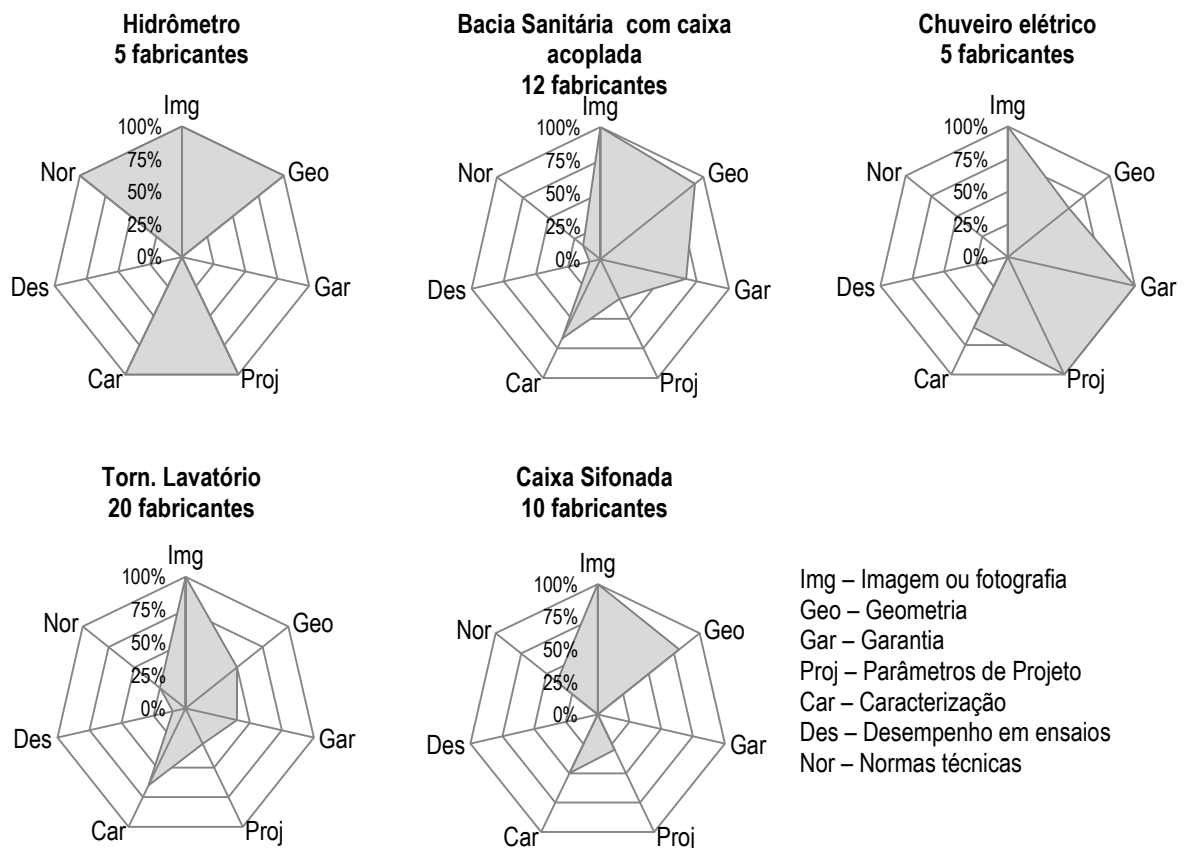 Hidrômetro
5 fabricantes
Img
100%
75%
50%
25%
0%
Nor
Geo
Des
Gar
Car
Proj
Bacia Sanitária com caixa
acoplada
12 fabricantes
Img
100%
75%
50%
25%
0%
Nor
Geo
Des
Gar
Car
Proj
Chuveiro elétrico
5 fabricantes
Img
100%
75%
50%
25%
0%
Nor
Geo
Des
Gar
Car
Proj
Torn. Lavatório
20 fabricantes
Img
100%
75%
50%
25%
0%
Nor
Geo
Des
Gar
Car
Proj
Caixa Sifonada
10 fabricantes
Img
100%
75%
50%
25%
0%
Nor
Geo
Des
Gar
Car
Proj
Img – Imagem ou fotografia
Geo – Geometria
Gar – Garantia
Proj – Parâmetros de Projeto
Car – Caracterização
Des – Desempenho em ensaios
Nor – Normas técnicas